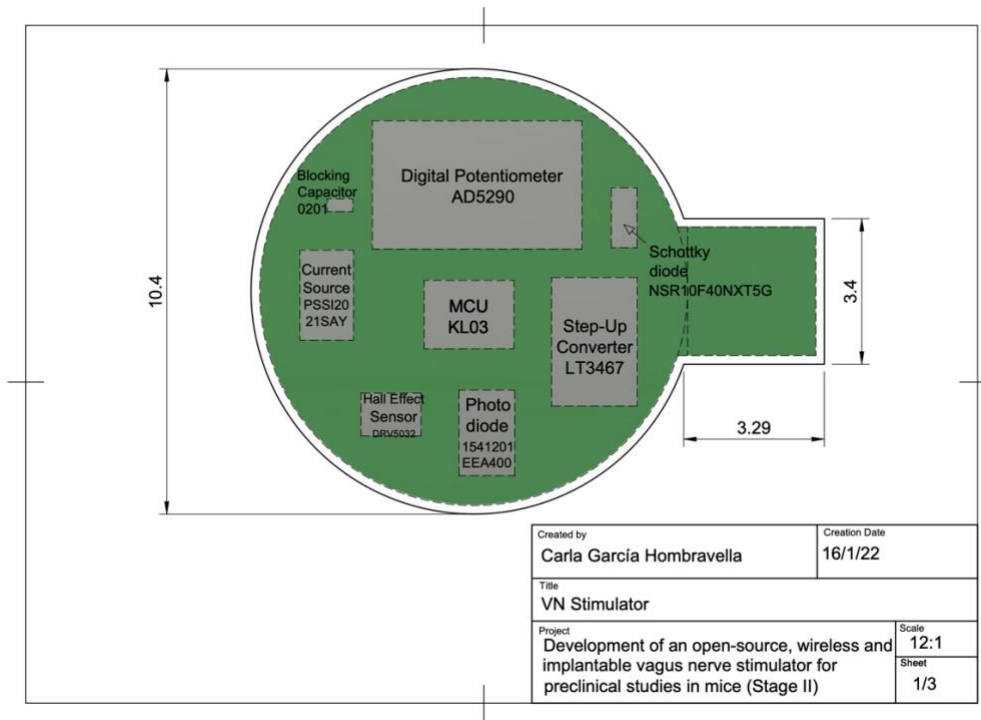 Blocking
Capacitor
0201
Digital Potentiometer
AD5290
Schottky
diode
NSR10F40NXT5G
Current
Source
PSSI20
21SAY
MCU
KL03
Step-Up
Converter
LT3467
Hall Effect
Sensor
DRV5032
Photo
diode
1541201
EEA400
10.4
3.4
3.29
Created by
Carla García Hombravella
Creation Date
16/1/22
Title
VN Stimulator
Project
Development of an open-source, wireless and
implantable vagus nerve stimulator for
preclinical studies in mice (Stage II)
Scale
12:1
Sheet
1/3